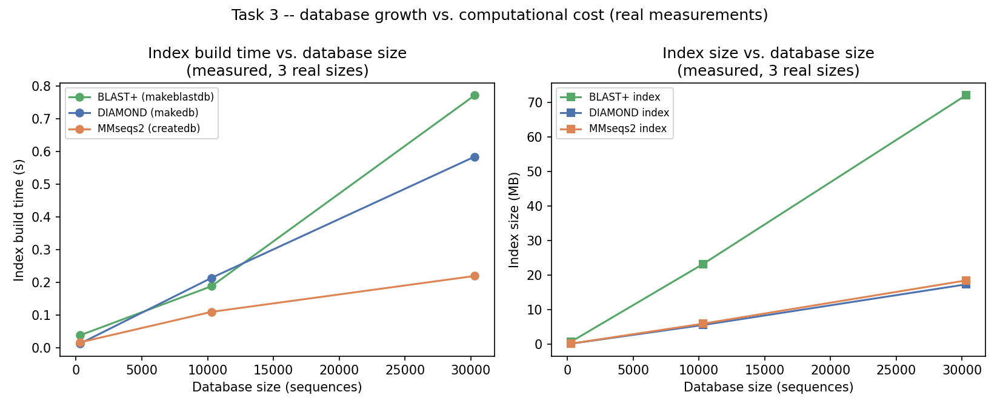 Task 3 -- database growth vs. computational cost (real measurements)
Index build time vs. database size
(measured, 3 real sizes)
0.8
0.7
0.6
0.5
0.4
0.3
0.2
0.1
0.0
Index build time (s)
BLAST+ (makeblastdb)
DIAMOND (makedb)
MMseqs2 (createdb)
0 5000 10000 15000 20000 25000 30000
Database size (sequences)
Index size vs. database size
(measured, 3 real sizes)
70
60
50
40
30
20
10
0
Index size (MB)
BLAST+ index
DIAMOND index
MMseqs2 index
0 5000 10000 15000 20000 25000 30000
Database size (sequences)